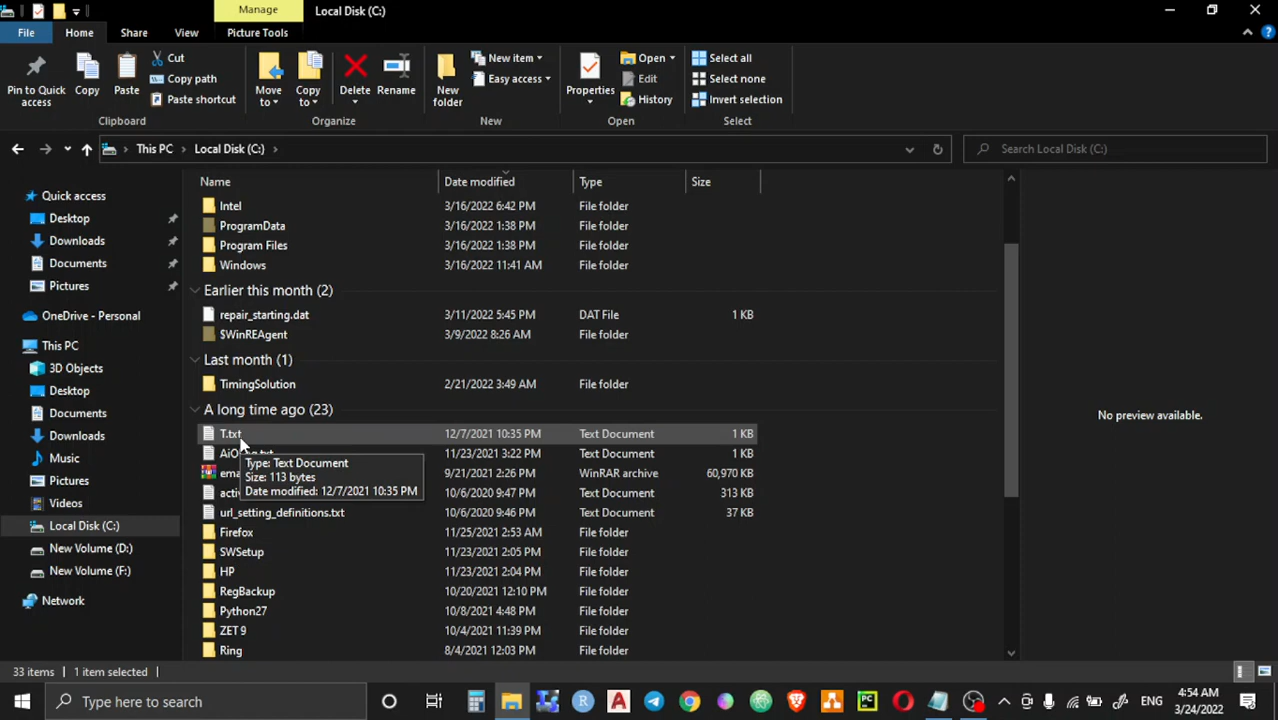 Manage
Local Disk (C:)
File
Home
Share
View
Picture Tools
Pin to Quick access
Copy
Paste
Cut
Copy path
Paste shortcut
Clipboard
Move to
Copy to
Delete
Rename
Organize
New folder
New item
Easy access
New
Properties
Open
Edit
History
Open
Select all
Select none
Invert selection
Select
This PC > Local Disk (C:) >
Search Local Disk (C:)
Name Date modified Type Size
Quick access
Desktop
Downloads
Documents
Pictures
OneDrive - Personal
This PC
3D Objects
Desktop
Documents
Downloads
Music
Pictures
Videos
Local Disk (C:)
New Volume (D:)
New Volume (F:)
Network
Intel 3/16/2022 6:42 PM File folder
ProgramData 3/16/2022 1:38 PM File folder
Program Files 3/16/2022 1:38 PM File folder
Windows 3/16/2022 11:41 AM File folder
Earlier this month (2)
repair_starting.dat 3/11/2022 5:45 PM DAT File 1 KB
$WinREAgent 3/9/2022 8:26 AM File folder
Last month (1)
TimingSolution 2/21/2022 3:49 AM File folder
A long time ago (23)
T.txt 12/7/2021 10:35 PM Text Document 1 KB
11/23/2021 3:22 PM Text Document 1 KB
9/21/2021 2:26 PM WinRAR archive 60,970 KB
10/6/2020 9:47 PM Text Document 313 KB
url_setting_definitions.txt 10/6/2020 9:46 PM Text Document 37 KB
Firefox 11/25/2021 2:53 AM File folder
SWSetup 11/23/2021 2:05 PM File folder
HP 11/23/2021 2:04 PM File folder
RegBackup 10/20/2021 12:10 PM File folder
Python27 10/8/2021 4:48 PM File folder
ZET 9 10/4/2021 11:39 PM File folder
Ring 8/4/2021 12:03 PM File folder
Type: Text Document
Size: 113 bytes
Date modified: 12/7/2021 10:35 PM
No preview available.
33 items
1 item selected
Type here to search
ENG
4:54 AM
3/24/2022